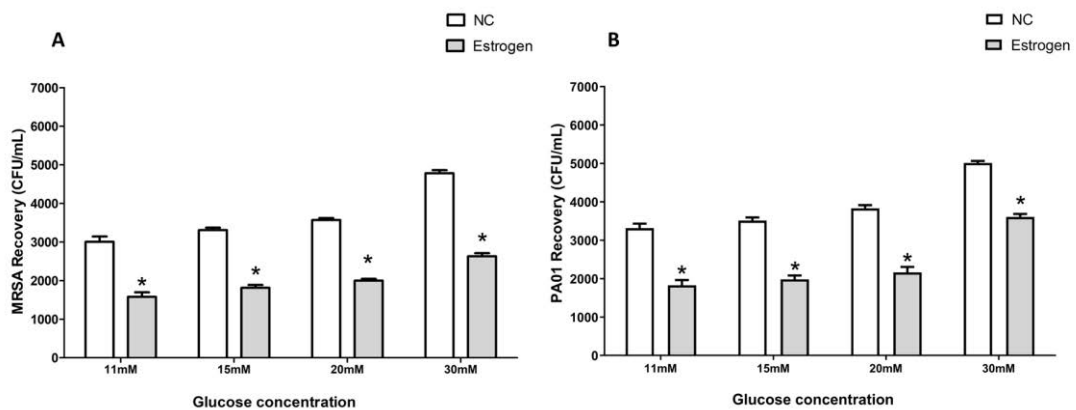 A
NC
Estrogen
MRSA Recovery (CFU/mL)
7000
6000
5000
4000
3000
2000
1000
0
*
*
*
*
11mM
15mM
20mM
30mM
Glucose concentration
B
NC
Estrogen
PA01 Recovery (CFU/mL)
7000
6000
5000
4000
3000
2000
1000
0
*
*
*
*
11mM
15mM
20mM
30mM
Glucose concentration